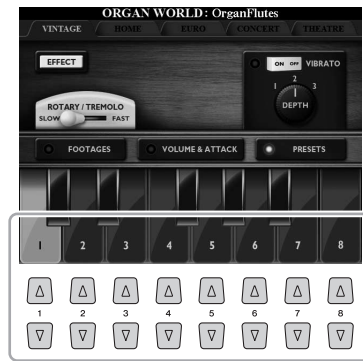 ORGAN WORLD: OrganFlutes
VINTAGE HOME EURO CONCERT THEATRE
EFFECT
ON OFF VIBRATO
1 2 3
DEPTH
ROTARY / TREMOLO
SLOW FAST
FOOTAGES VOLUME & ATTACK PRESETS
1 2 3 4 5 6 7 8
1 2 3 4 5 6 7 8